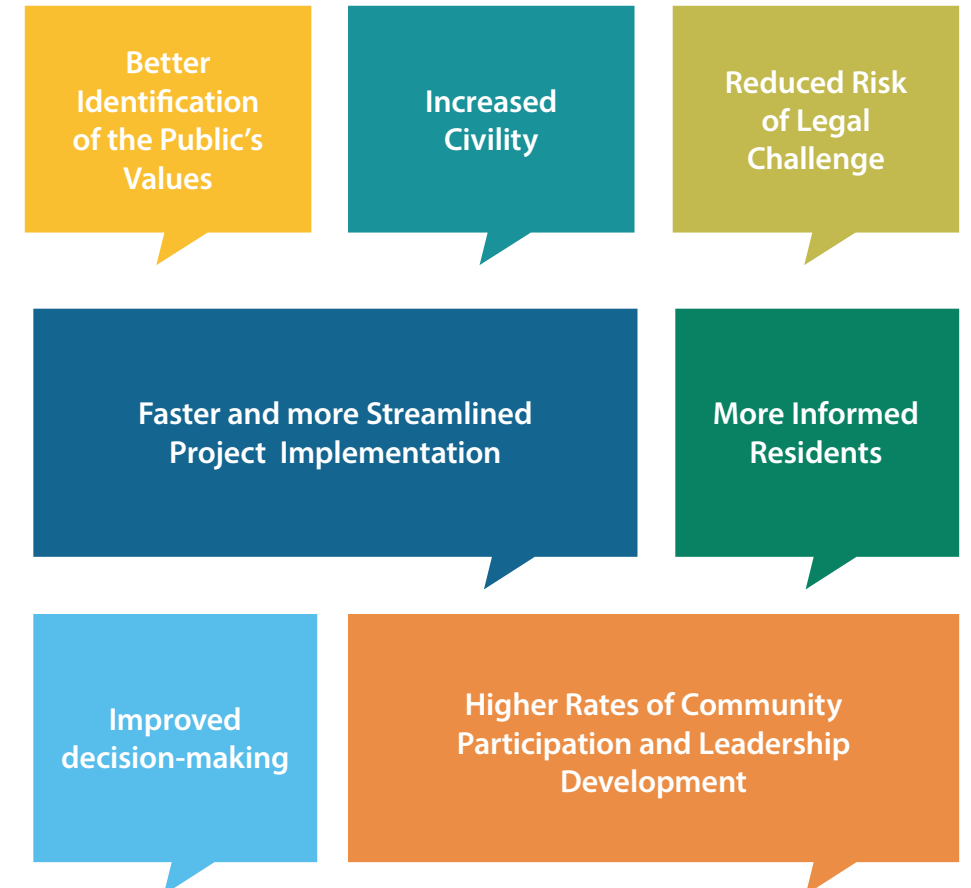 Better
Identification
of the Public’s
Values
Increased
Civility
Reduced Risk
of Legal
Challenge
Faster and more Streamlined
Project  Implementation
More Informed
Residents
Improved
decision-making
Higher Rates of Community
Participation and Leadership
Development